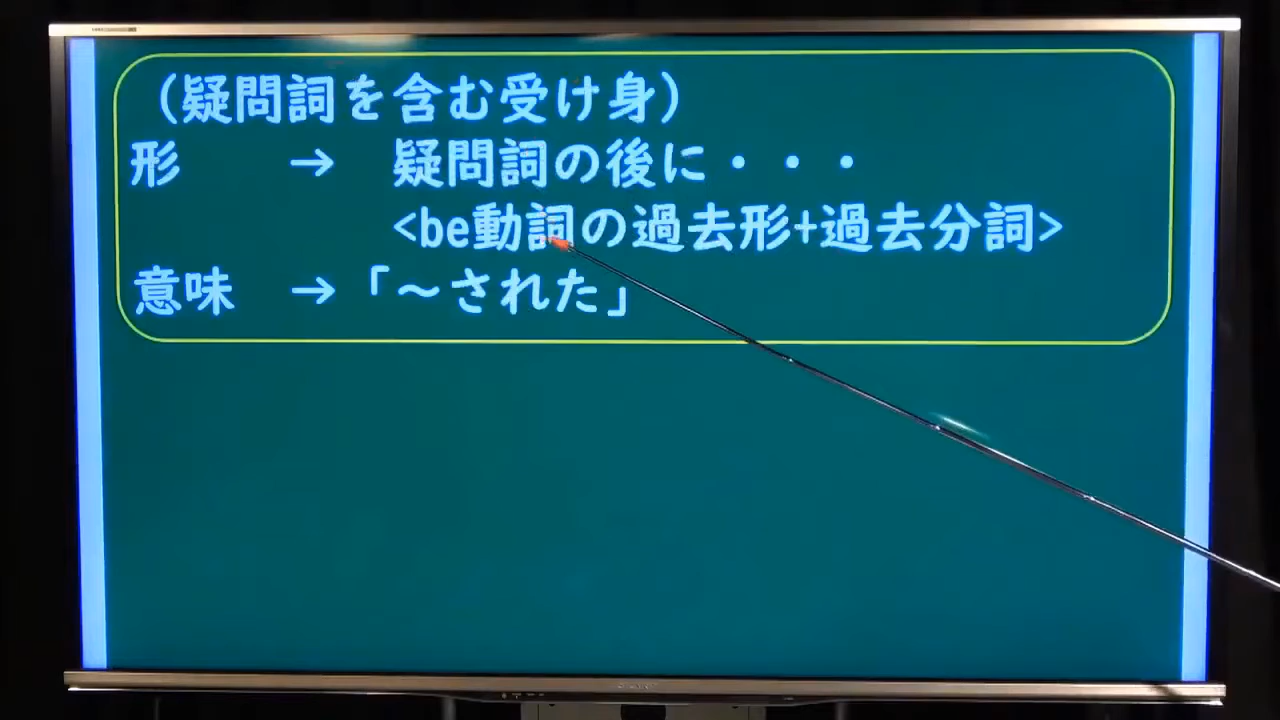 （疑問詞を含む受け身）
形　→　疑問詞の後に・・・
<be動詞の過去形+過去分詞>
意味　→「～された」